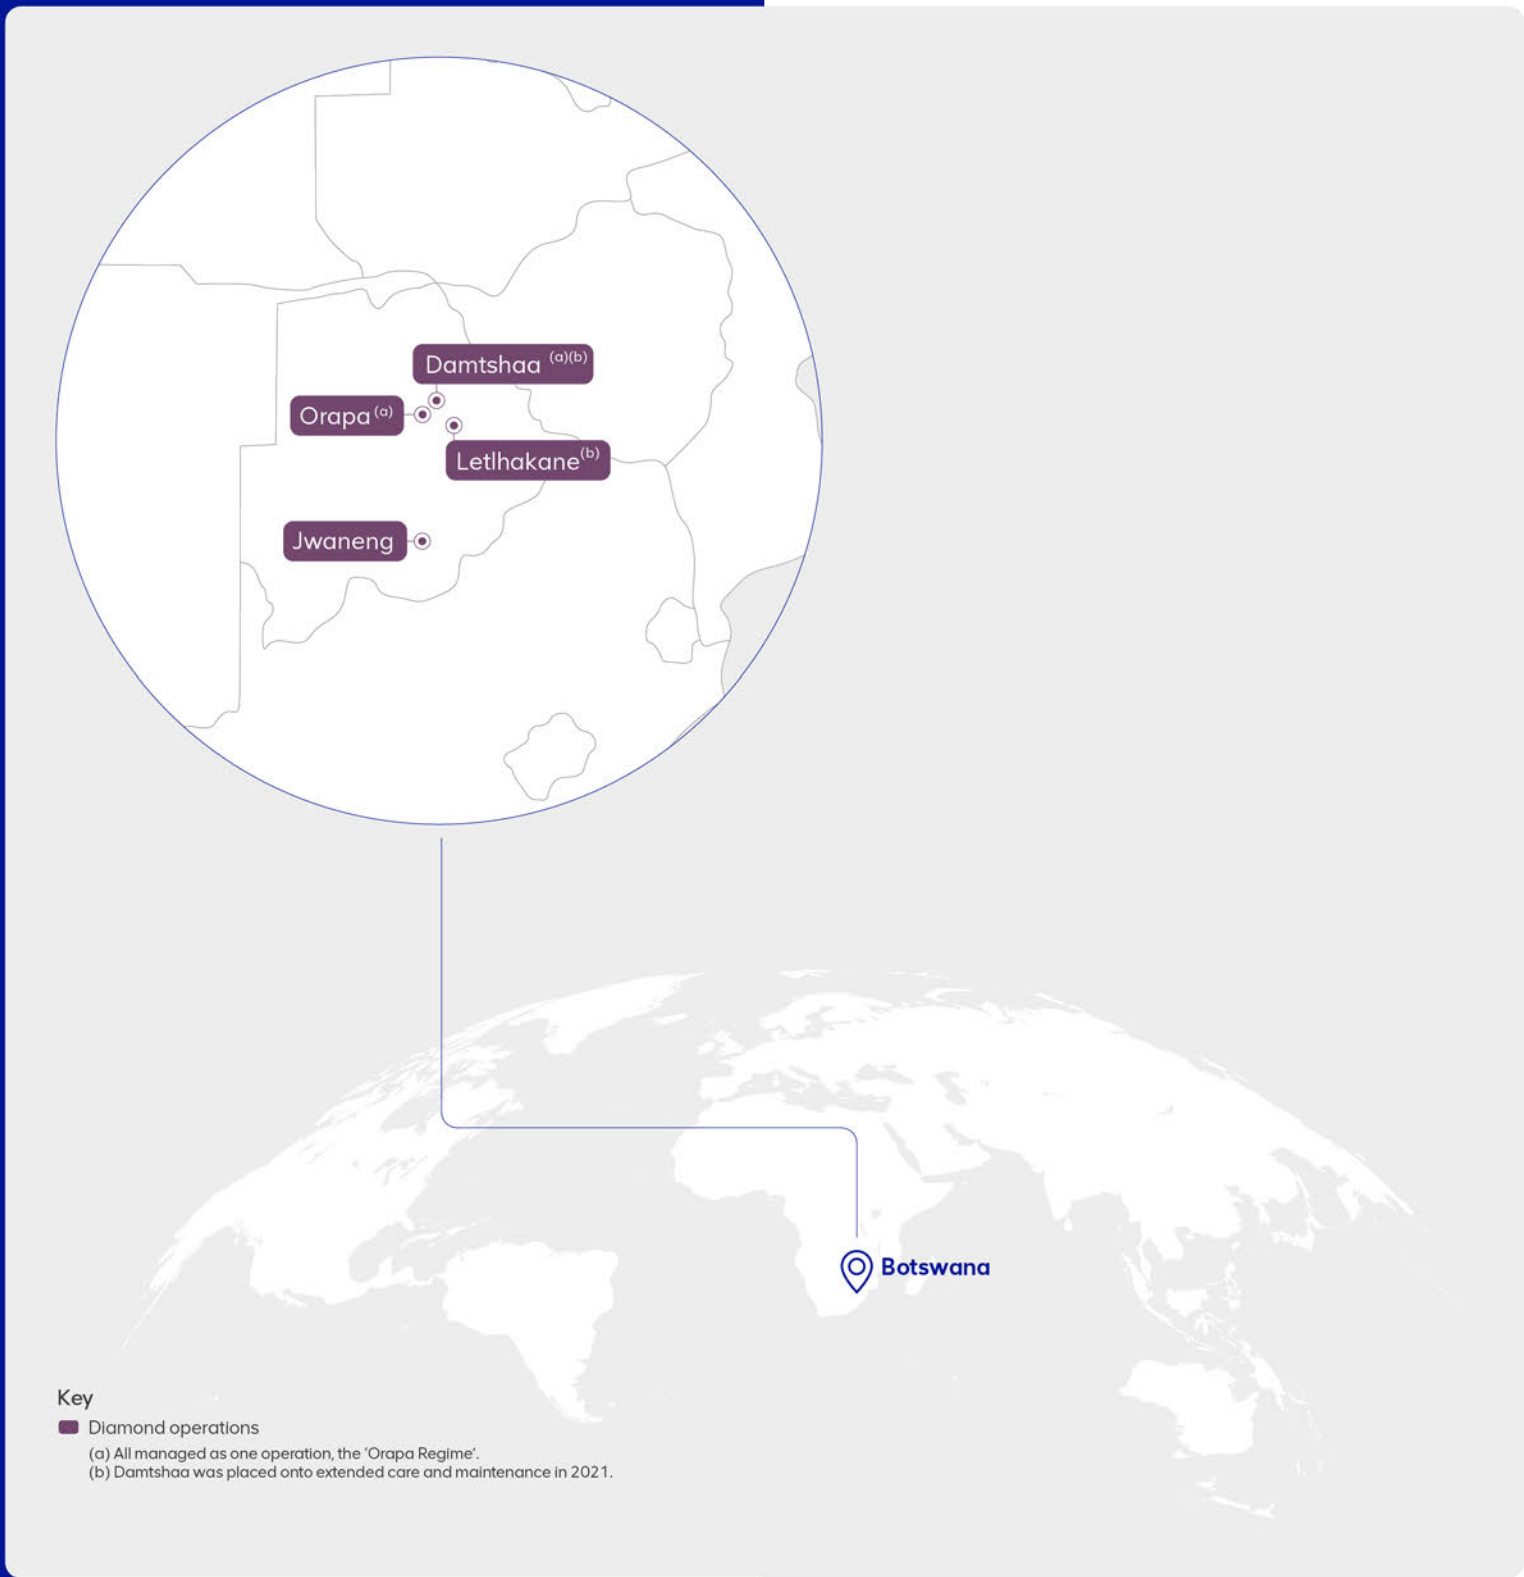 Damtshaa (a)(b)
Orapa (a)
Letlhakane(b)
Jwaneng
Botswana
Key
Diamond operations
(a) All managed as one operation, the ‘Orapa Regime’.
(b) Damtshaa was placed onto extended care and maintenance in 2021.